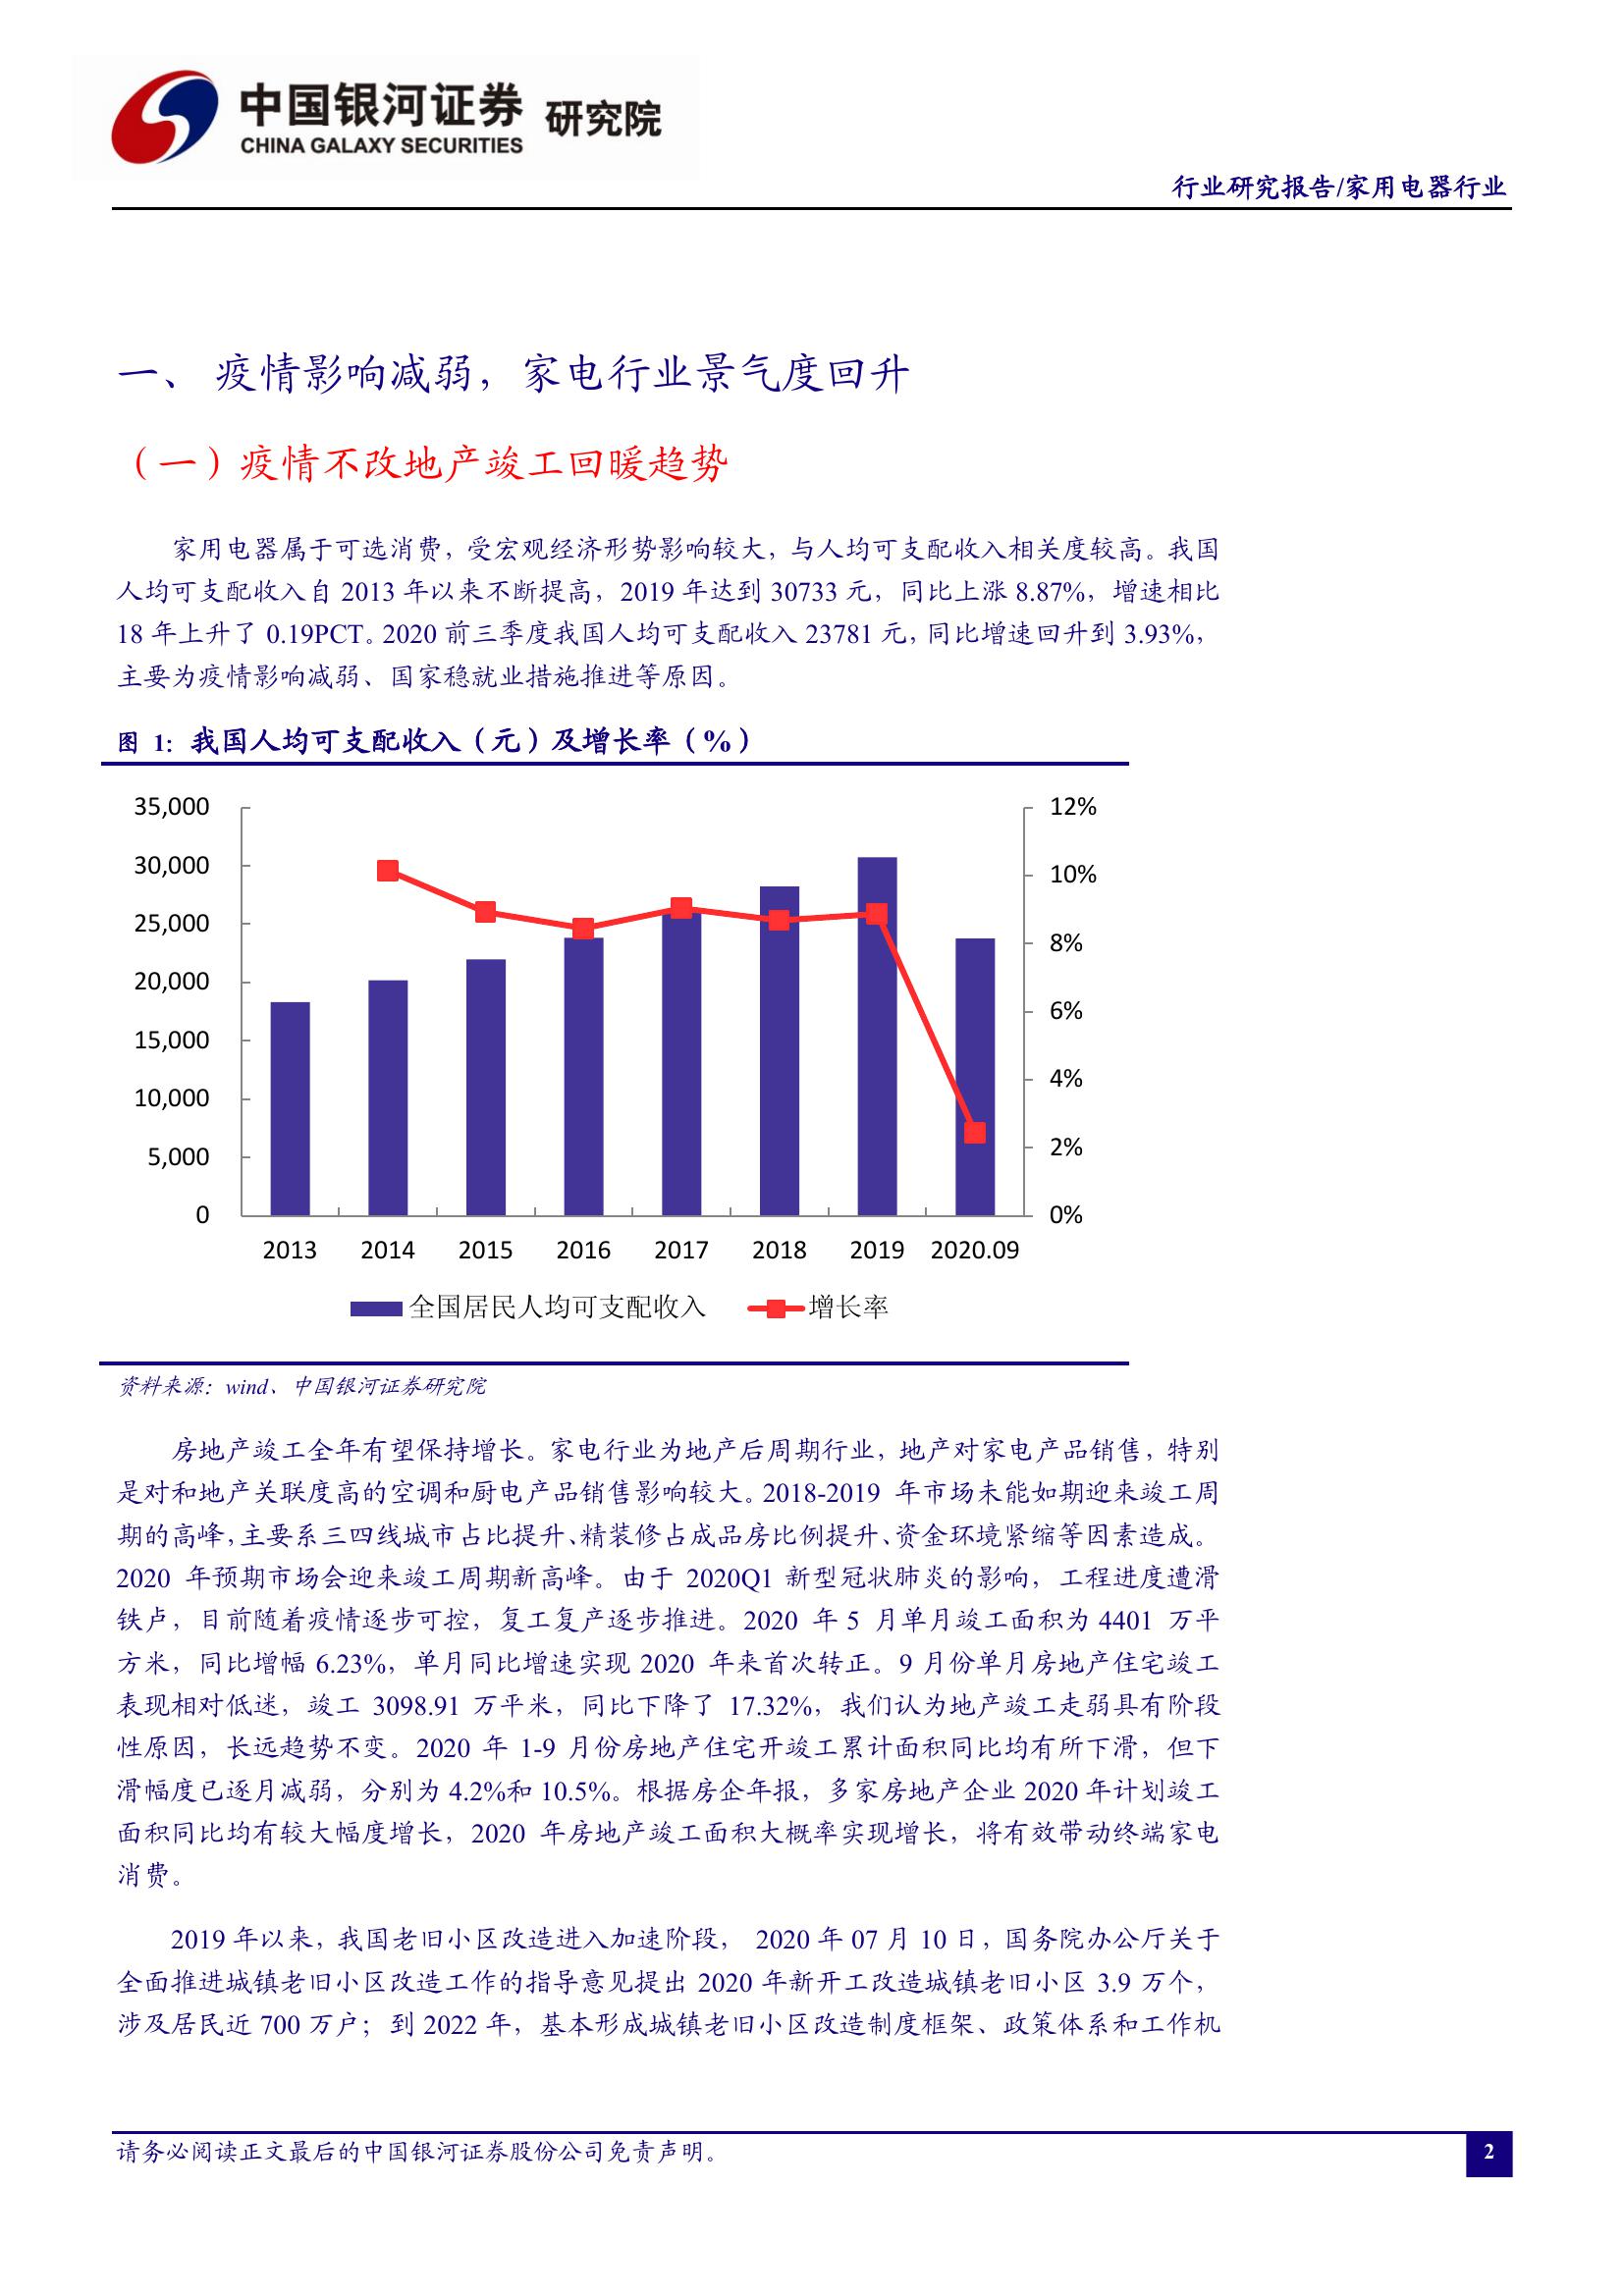 中国银河证券 研究院
CHINA GALAXY SECURITIES
行业研究报告/家用电器行业
一、 疫情影响减弱，家电行业景气度回升
（一）疫情不改地产竣工回暖趋势
家用电器属于可选消费，受宏观经济形势影响较大，与人均可支配收入相关度较高。我国
人均可支配收入自 2013 年以来不断提高，2019 年达到 30733 元，同比上涨 8.87%，增速相比
18 年上升了 0.19PCT。2020 前三季度我国人均可支配收入 23781 元，同比增速回升到 3.93%，
主要为疫情影响减弱、国家稳就业措施推进等原因。
图 1：我国人均可支配收入（元）及增长率（%）
35,000
30,000
25,000
20,000
15,000
10,000
5,000
0
12%
10%
8%
6%
4%
2%
0%
2013 2014 2015 2016 2017 2018 2019 2020.09
全国居民人均可支配收入 增长率
资料来源：wind、中国银河证券研究院
房地产竣工全年有望保持增长。家电行业为地产后周期行业，地产对家电产品销售，特别
是对和地产关联度高的空调和厨电产品销售影响较大。2018-2019 年市场未能如期迎来竣工周
期的高峰，主要系三四线城市占比提升、精装修占成品房比例提升、资金环境紧缩等因素造成。
2020 年预期市场会迎来竣工周期新高峰。由于 2020Q1 新型冠状肺炎的影响，工程进度遭滑
铁卢，目前随着疫情逐步可控，复工复产逐步推进。2020 年 5 月单月竣工面积为 4401 万平
方米，同比增幅 6.23%，单月同比增速实现 2020 年来首次转正。9 月份单月房地产住宅竣工
表现相对低迷，竣工 3098.91 万平米，同比下降了 17.32%，我们认为地产竣工走弱具有阶段
性原因，长远趋势不变。2020 年 1-9 月份房地产住宅开竣工累计面积同比均有所下滑，但下
滑幅度已逐月减弱，分别为 4.2%和 10.5%。根据房企年报，多家房地产企业 2020 年计划竣工
面积同比均有较大幅度增长，2020 年房地产竣工面积大概率实现增长，将有效带动终端家电
消费。
2019 年以来，我国老旧小区改造进入加速阶段， 2020 年 07 月 10 日，国务院办公厅关于
全面推进城镇老旧小区改造工作的指导意见提出 2020 年新开工改造城镇老旧小区 3.9 万个，
涉及居民近 700 万户；到 2022 年，基本形成城镇老旧小区改造制度框架、政策体系和工作机
请务必阅读正文最后的中国银河证券股份公司免责声明。
2